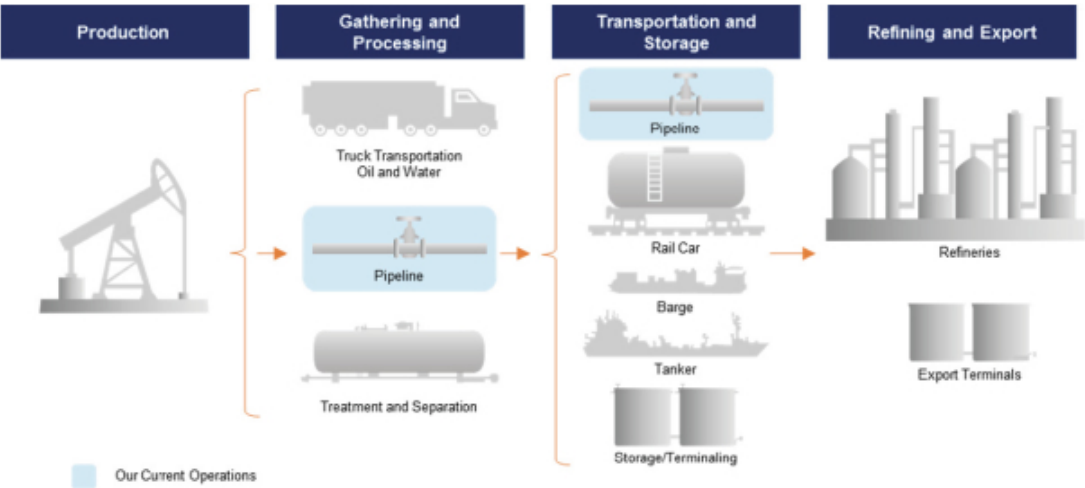 Production
Gathering and
Processing
Transportation and
Storage
Refining and Export
Truck Transportation
Oil and Water
Pipeline
Treatment and Separation
Pipeline
Rail Car
Barge
Tanker
Storage/Terminaling
Refineries
Export Terminals
Our Current Operations